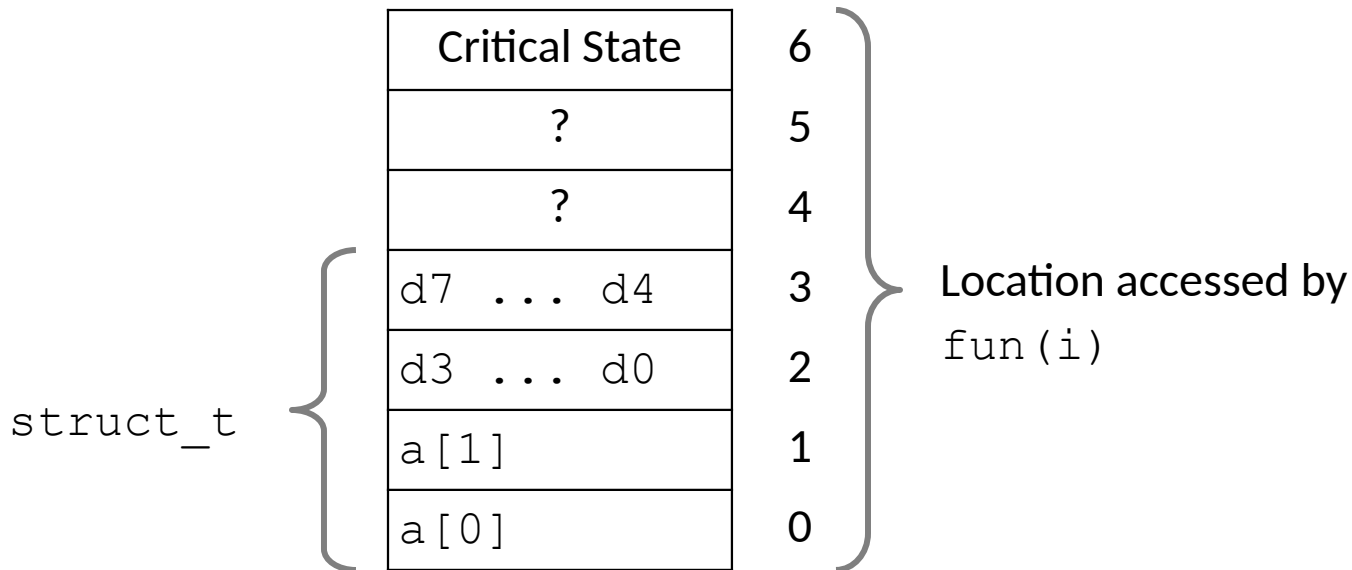 Critical State 6
? 5
? 4
d7 ... d4 3
d3 ... d0 2
a[1] 1
a[0] 0
struct_t
Location accessed by
fun(i)